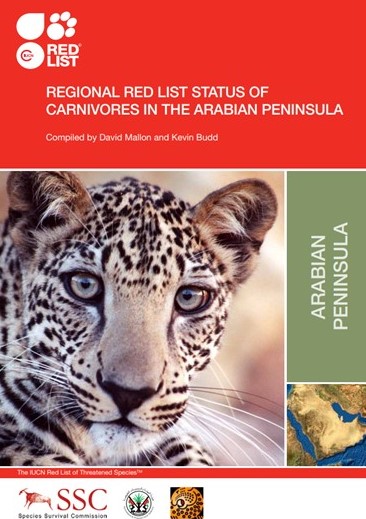 RED
LIST
REGIONAL RED LIST STATUS OF
CARNIVORES IN THE ARABIAN PENINSULA
Compiled by David Mallon and Kevin Budd
ARABIAN
PENINSULA
The IUCN Red List of Threatened Species™
SSC
Species Survival Commission